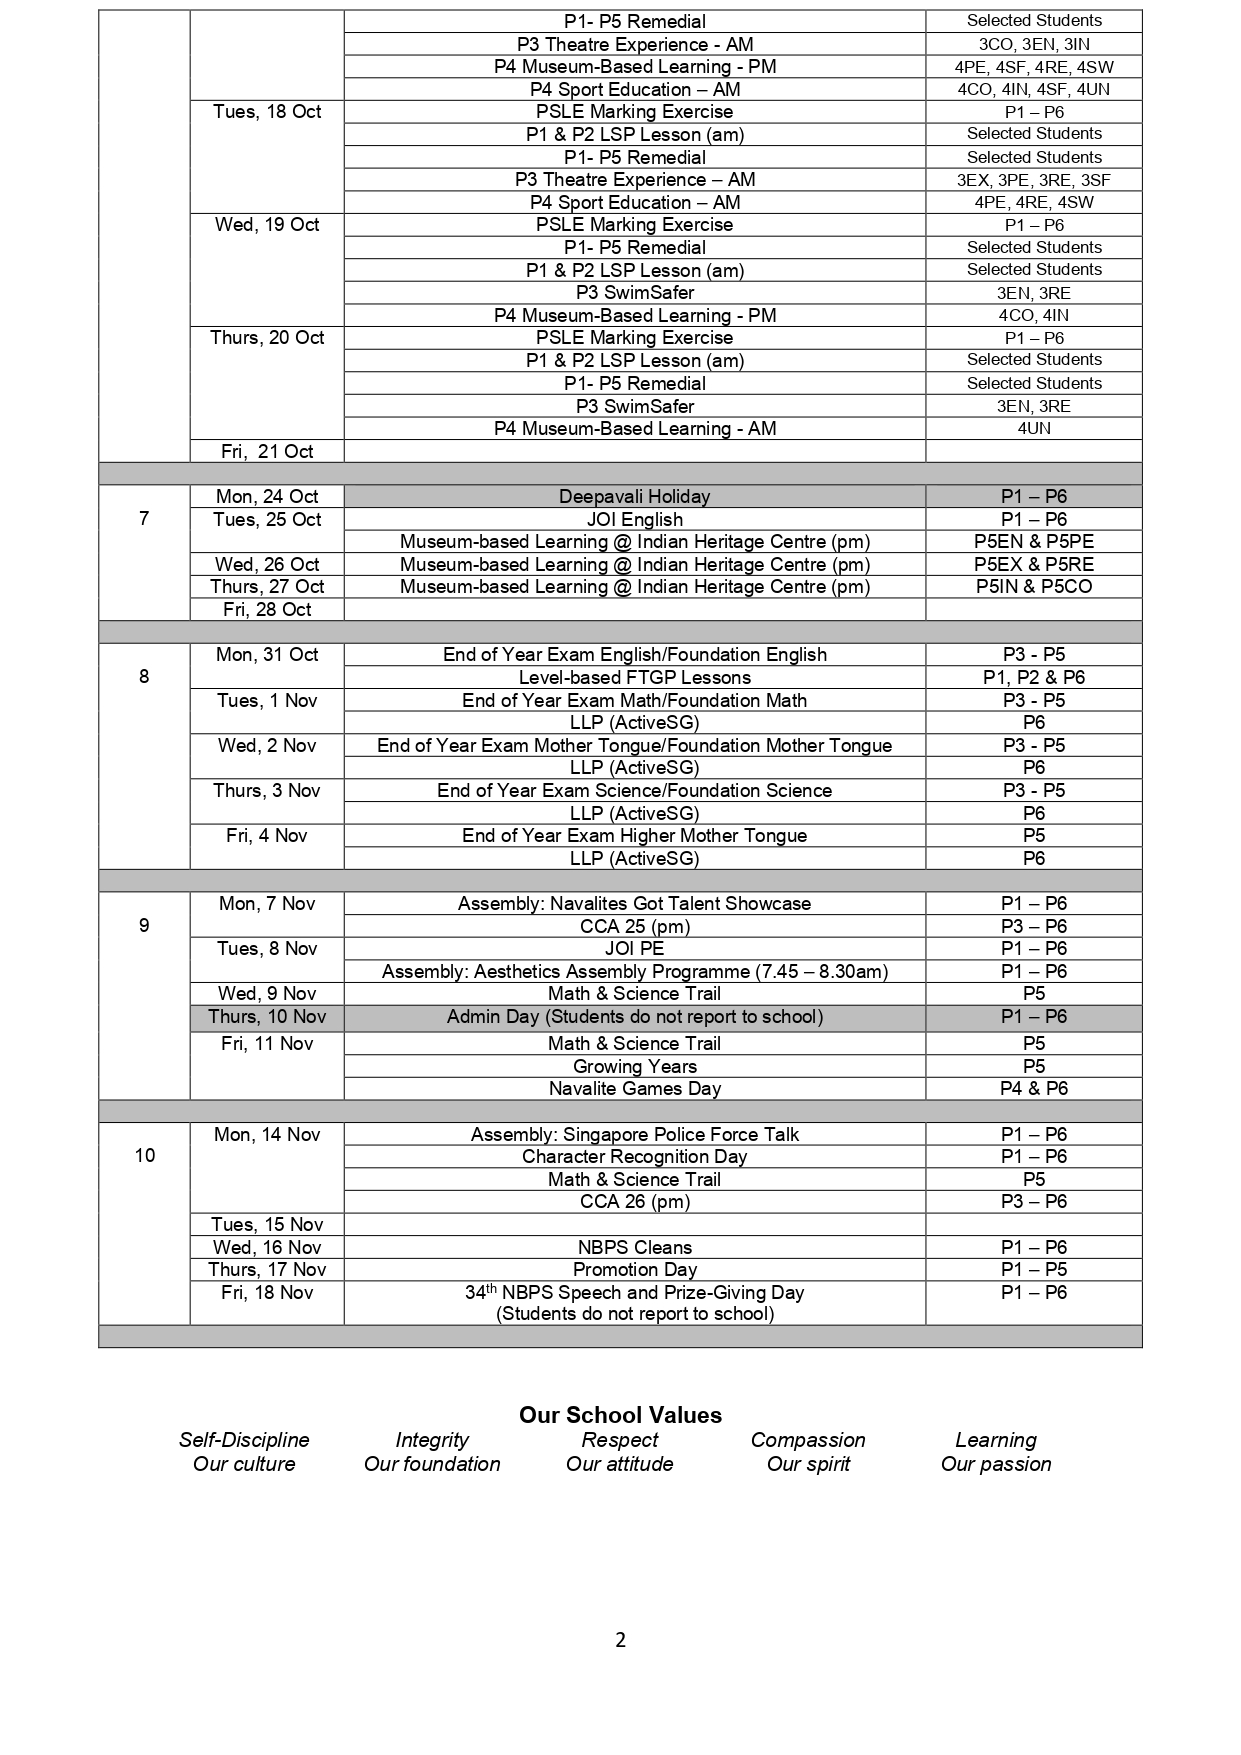 P1- P5 Remedial Selected Students
P3 Theatre Experience - AM 3CO, 3EN, 3IN
P4 Museum-Based Learning - PM 4PE, 4SF, 4RE, 4SW
P4 Sport Education – AM 4CO, 4IN, 4SF, 4UN
Tues, 18 Oct PSLE Marking Exercise P1 – P6
P1 & P2 LSP Lesson (am) Selected Students
P1- P5 Remedial Selected Students
P3 Theatre Experience – AM 3EX, 3PE, 3RE, 3SF
P4 Sport Education – AM 4PE, 4RE, 4SW
Wed, 19 Oct PSLE Marking Exercise P1 – P6
P1- P5 Remedial Selected Students
P1 & P2 LSP Lesson (am) Selected Students
P3 SwimSafer 3EN, 3RE
P4 Museum-Based Learning - PM 4CO, 4IN
Thurs, 20 Oct PSLE Marking Exercise P1 – P6
P1 & P2 LSP Lesson (am) Selected Students
P1- P5 Remedial Selected Students
P3 SwimSafer 3EN, 3RE
P4 Museum-Based Learning - AM 4UN
Fri, 21 Oct
Mon, 24 Oct Deepavali Holiday P1 – P6
7 Tues, 25 Oct JOI English P1 – P6
Museum-based Learning @ Indian Heritage Centre (pm) P5EN & P5PE
Wed, 26 Oct Museum-based Learning @ Indian Heritage Centre (pm) P5EX & P5RE
Thurs, 27 Oct Museum-based Learning @ Indian Heritage Centre (pm) P5IN & P5CO
Fri, 28 Oct
Mon, 31 Oct End of Year Exam English/Foundation English P3 - P5
8 Level-based FTGP Lessons P1, P2 & P6
Tues, 1 Nov End of Year Exam Math/Foundation Math P3 - P5
LLP (ActiveSG) P6
Wed, 2 Nov End of Year Exam Mother Tongue/Foundation Mother Tongue P3 - P5
LLP (ActiveSG) P6
Thurs, 3 Nov End of Year Exam Science/Foundation Science P3 - P5
LLP (ActiveSG) P6
Fri, 4 Nov End of Year Exam Higher Mother Tongue P5
LLP (ActiveSG) P6
Mon, 7 Nov Assembly: Navalites Got Talent Showcase P1 – P6
9 CCA 25 (pm) P3 – P6
Tues, 8 Nov JOI PE P1 – P6
Assembly: Aesthetics Assembly Programme (7.45 – 8.30am) P1 – P6
Wed, 9 Nov Math & Science Trail P5
Thurs, 10 Nov Admin Day (Students do not report to school) P1 – P6
Fri, 11 Nov Math & Science Trail P5
Growing Years P5
Navalite Games Day P4 & P6
Mon, 14 Nov Assembly: Singapore Police Force Talk P1 – P6
10 Character Recognition Day P1 – P6
Math & Science Trail P5
CCA 26 (pm) P3 – P6
Tues, 15 Nov
Wed, 16 Nov NBPS Cleans P1 – P6
Thurs, 17 Nov Promotion Day P1 – P5
Fri, 18 Nov 34th NBPS Speech and Prize-Giving Day P1 – P6
(Students do not report to school)
Our School Values
Self-Discipline Integrity Respect Compassion Learning
Our culture Our foundation Our attitude Our spirit Our passion
2